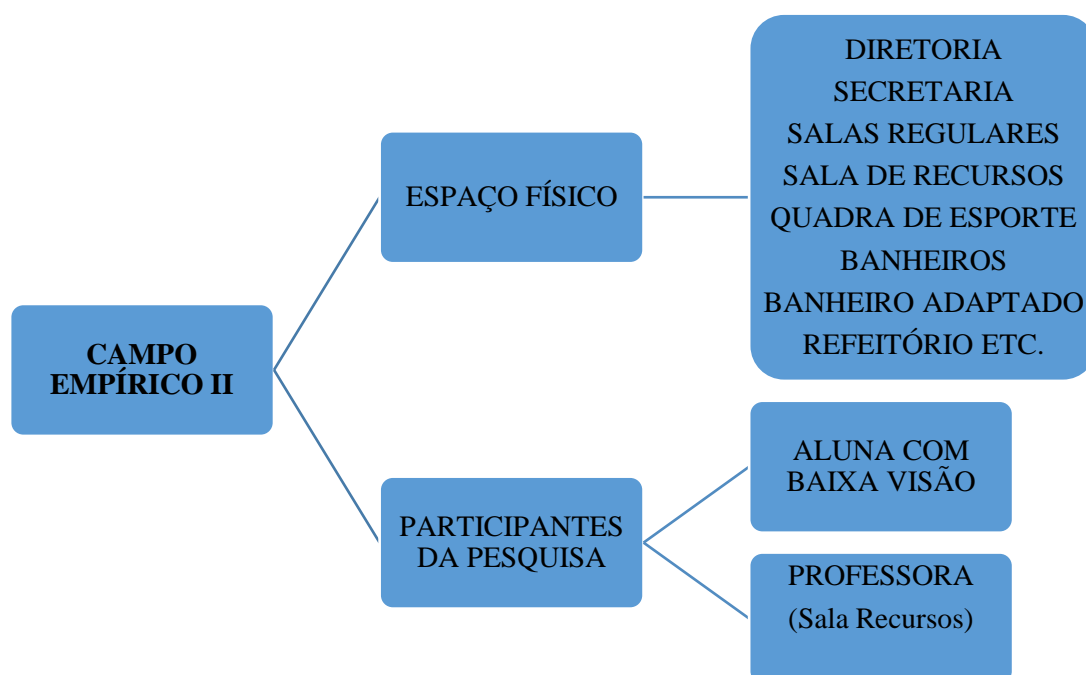 CAMPO
EMPÍRICO II
ESPAÇO FÍSICO
DIRETORIA
SECRETARIA
SALAS REGULARES
SALA DE RECURSOS
QUADRA DE ESPORTE
BANHEIROS
BANHEIRO ADAPTADO
REFEITÓRIO ETC.
PARTICIPANTES
DA PESQUISA
ALUNA COM
BAIXA VISÃO
PROFESSORA
(Sala Recursos)